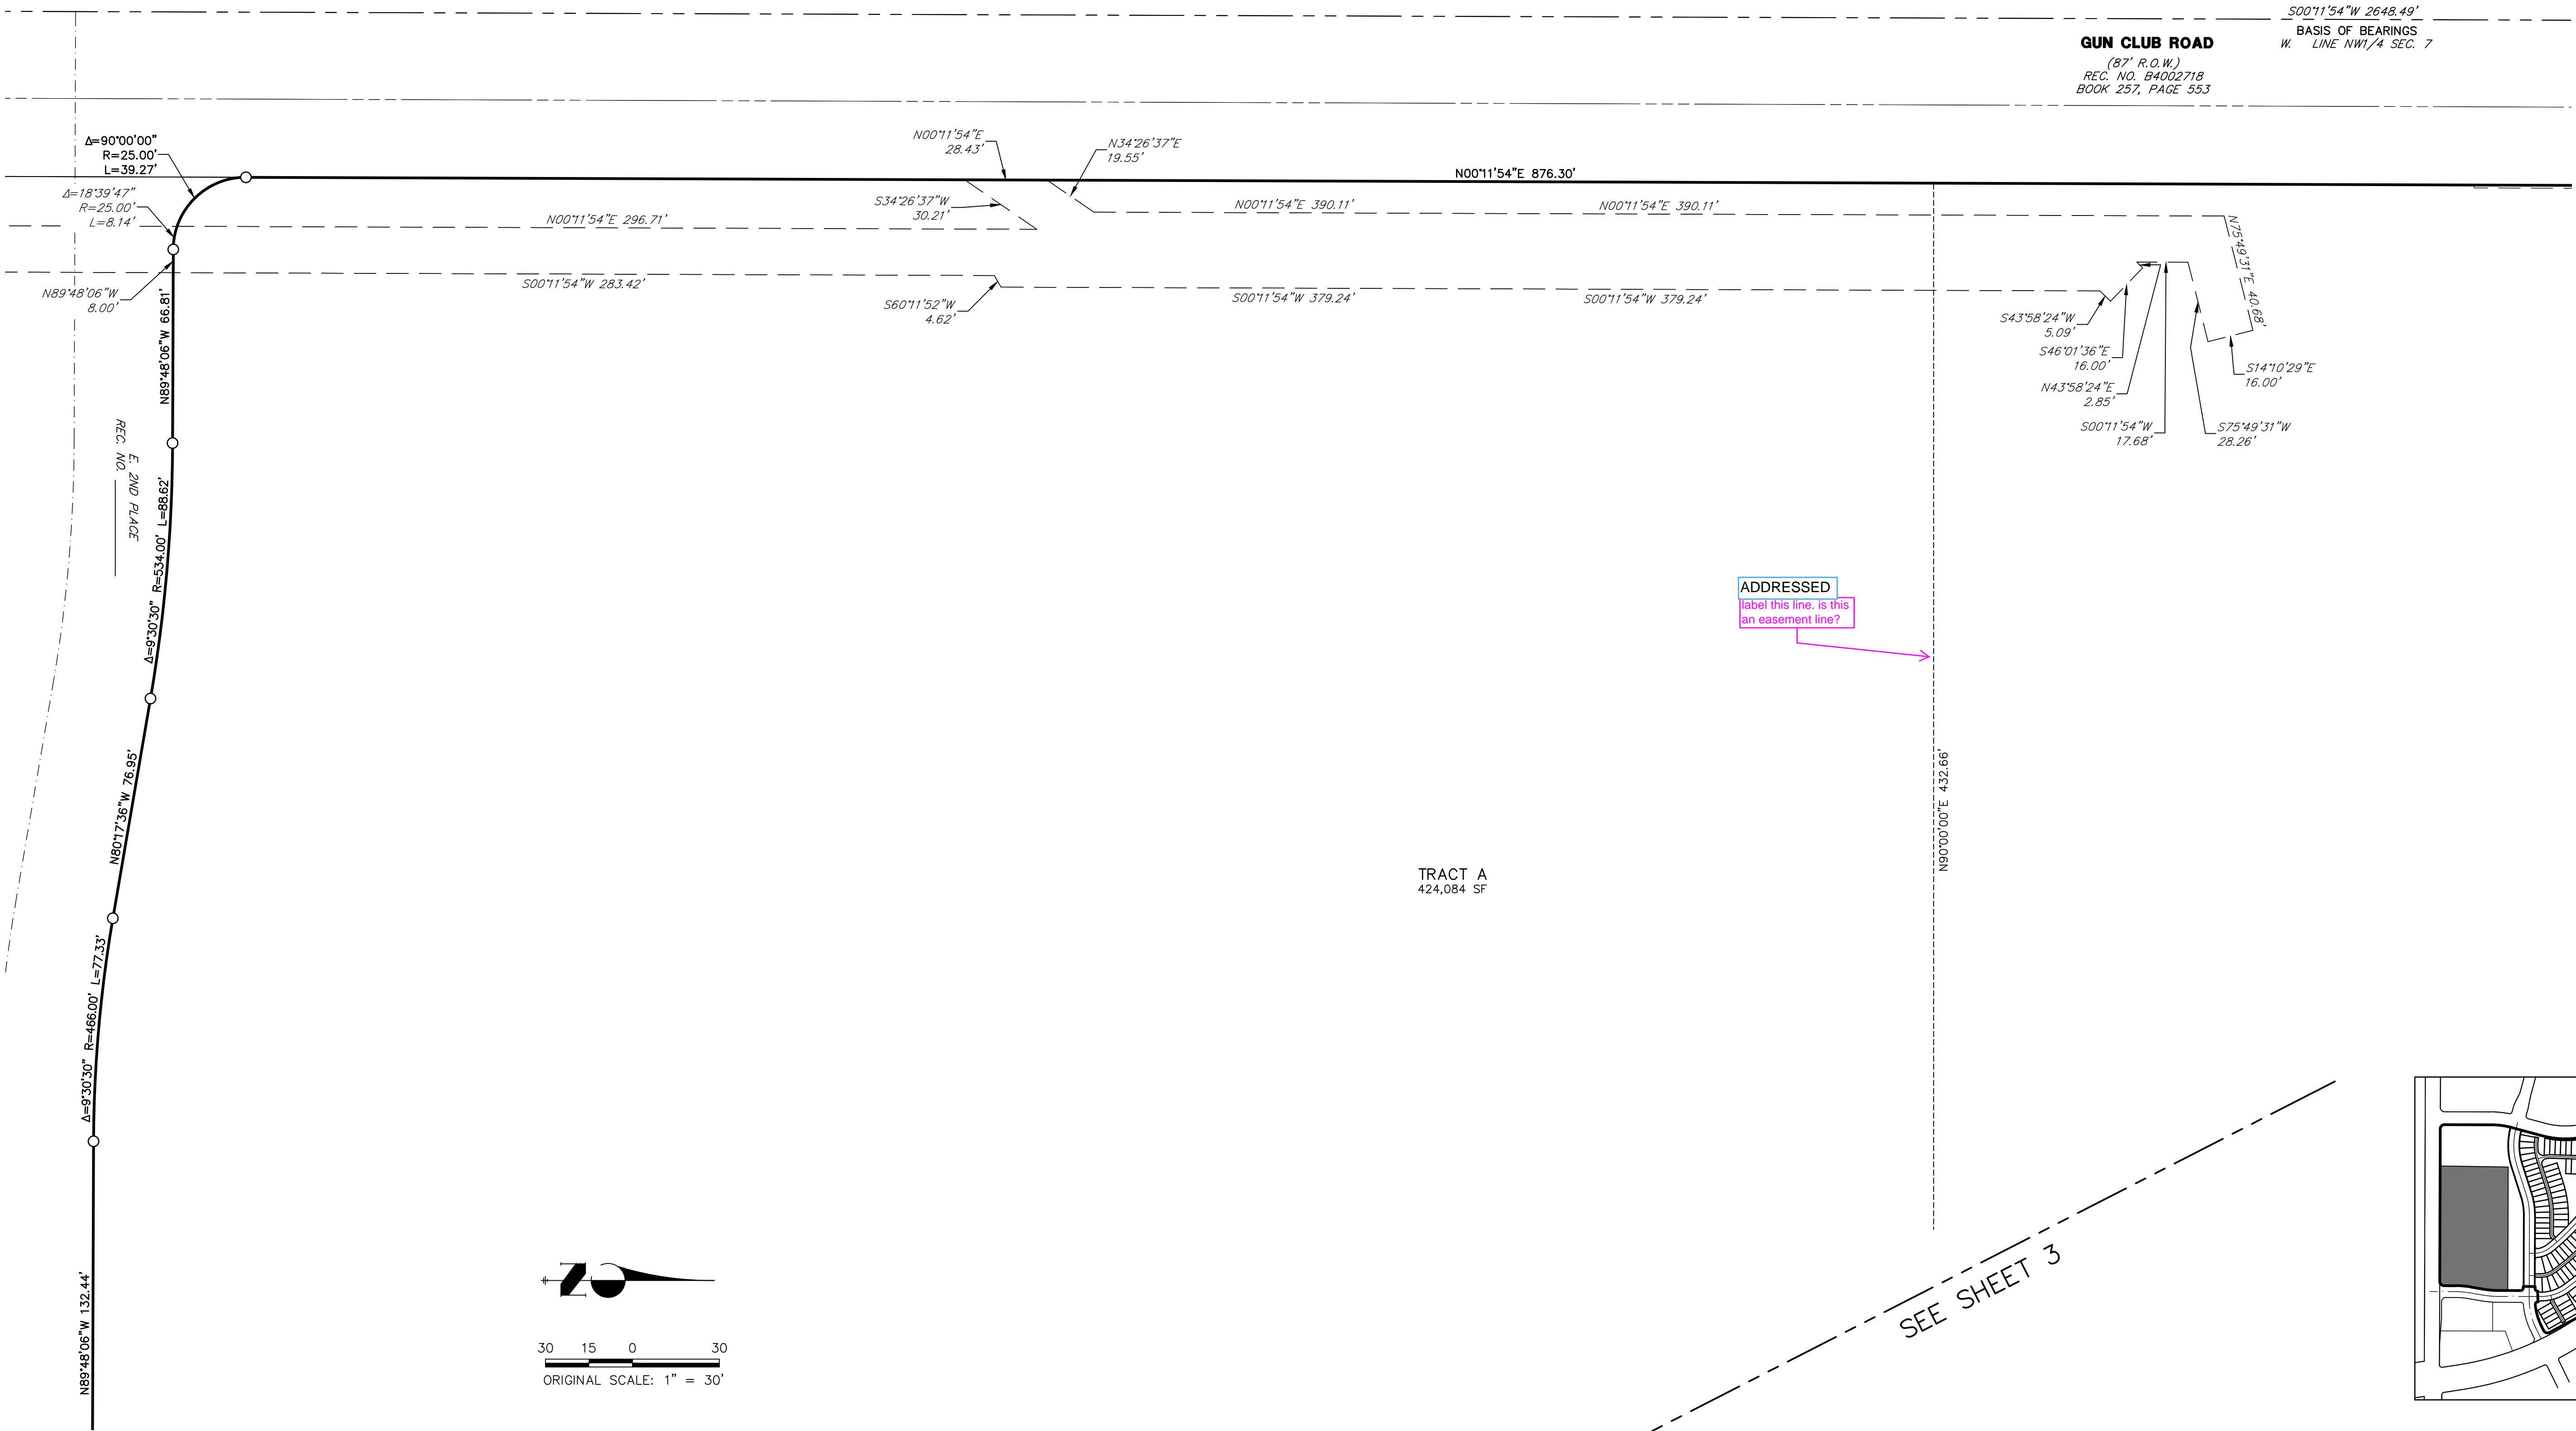 S00°11'54"W 2648.49'
BASIS OF BEARINGS
W. LINE NW1/4 SEC. 7
GUN CLUB ROAD
(87' R.O.W.)
REC. NO. B4002718
BOOK 257, PAGE 553
Δ=90°00'00"
R=25.00'
L=39.27'
Δ=18°39'47"
R=25.00'
L=8.14'
N00°11'54"E
28.43'
N34°26'37"E
19.55'
N00°11'54"E 876.30'
S34°26'37"W
30.21'
N00°11'54"E 296.71'
N00°11'54"E 390.11'
N00°11'54"E 390.11'
N75°49'31"E 40.68'
N89°48'06"W
8.00'
S00°11'54"W 283.42'
S60°11'52"W
4.62'
S00°11'54"W 379.24'
S00°11'54"W 379.24'
S43°58'24"W
5.09'
S46°01'36"E
16.00'
N43°58'24"E
2.85'
S00°11'54"W
17.68'
S14°10'29"E
16.00'
S75°49'31"W
28.26'
N89°48'06"W 66.81'
E. 2ND PLACE
REC. NO.
Δ=9°30'30" R=534.00' L=88.62'
N80°17'36"W 76.95'
Δ=9°30'30" R=466.00' L=77.33'
N89°48'06"W 132.44'
ADDRESSED
label this line. is this
an easement line?
N90°00'00"E 432.66'
TRACT A
424,084 SF
N
30 15 0 30
ORIGINAL SCALE: 1" = 30'
SEE SHEET 3